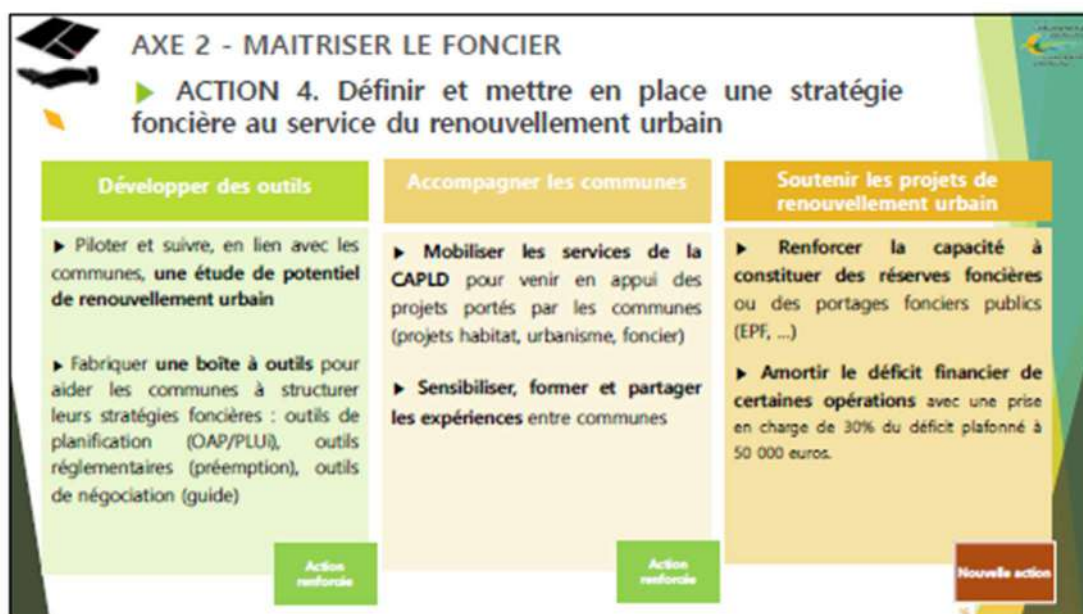 AXE 2 - MAITRISER LE FONCIER
▶ ACTION 4. Définir et mettre en place une stratégie
foncière au service du renouvellement urbain
Développer des outils
▶ Piloter et suivre, en lien avec les
communes, une étude de potentiel
de renouvellement urbain
▶ Fabriquer une boîte à outils pour
aider les communes à structurer
leurs stratégies foncières : outils de
planification (OAP/PLUi), outils
réglementaires (préemption), outils
de négociation (guide)
Action
renforcée
Accompagner les communes
▶ Mobiliser les services de la
CAPLD pour venir en appui des
projets portés par les communes
(projets habitat, urbanisme, foncier)
▶ Sensibiliser, former et partager
les expériences entre communes
Action
renforcée
Soutenir les projets de
renouvellement urbain
▶ Renforcer la capacité à
constituer des réserves foncières
ou des portages fonciers publics
(EPF, ...)
▶ Amortir le déficit financier de
certaines opérations avec une prise
en charge de 30% du déficit plafonné à
50 000 euros.
Nouvelle action